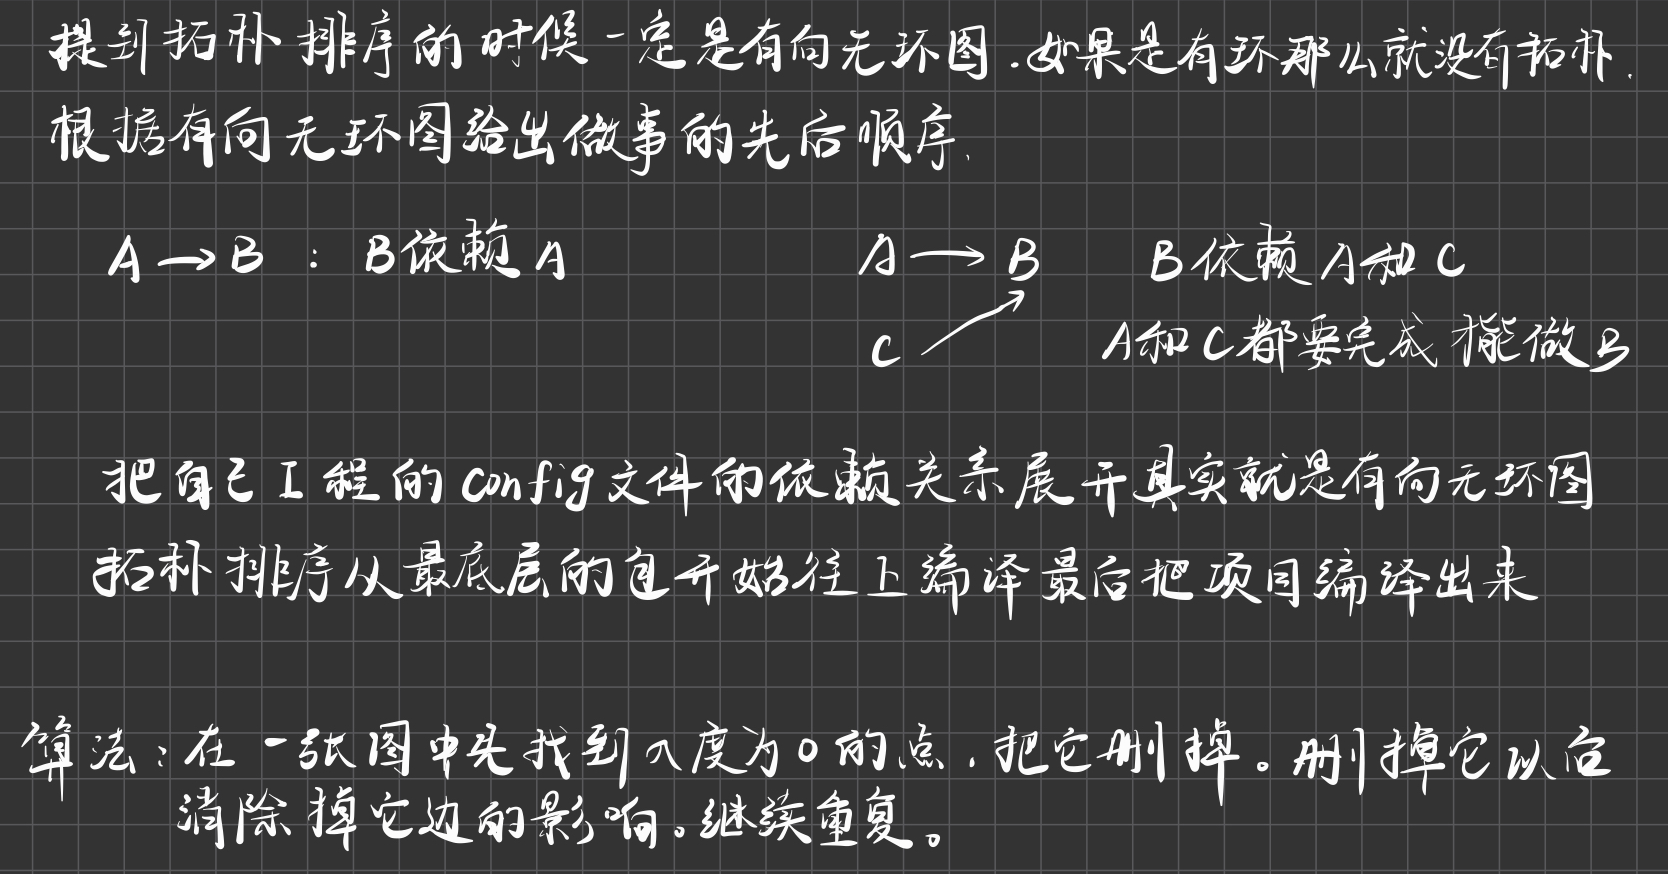 提到拓扑排序的时候一定是有向无环图.如果是有环那么就没有拓扑.
根据有向无环图给出做事的先后顺序.
A→B : B依赖A
A→B B依赖A和C
C A和C都要完成才能做B
把自己工程的config文件的依赖关系展开其实就是有向无环图
拓扑排序从最底层的包开始往上编译最后把项目编译出来
算法:在一张图中先找到入度为0的点,把它删掉。删掉它以后
消除掉它边的影响。继续重复。